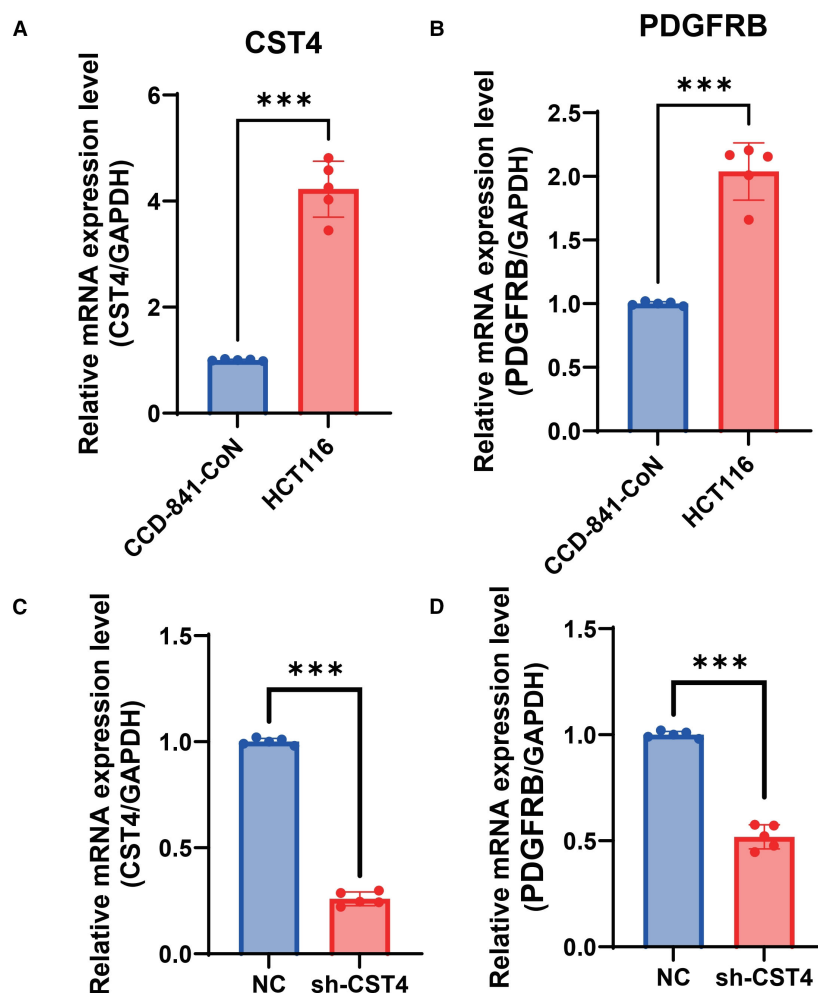 A
CST4
Relative mRNA expression level
(CST4/GAPDH)
6
4
2
0
***
CCD-841-CoN
HCT116
B
PDGFRB
Relative mRNA expression level
(PDGFRB/GAPDH)
2.5
2.0
1.5
1.0
0.5
0.0
***
CCD-841-CoN
HCT116
C
Relative mRNA expression level
(CST4/GAPDH)
1.5
1.0
0.5
0.0
***
NC
sh-CST4
D
Relative mRNA expression level
(PDGFRB/GAPDH)
1.5
1.0
0.5
0.0
***
NC
sh-CST4